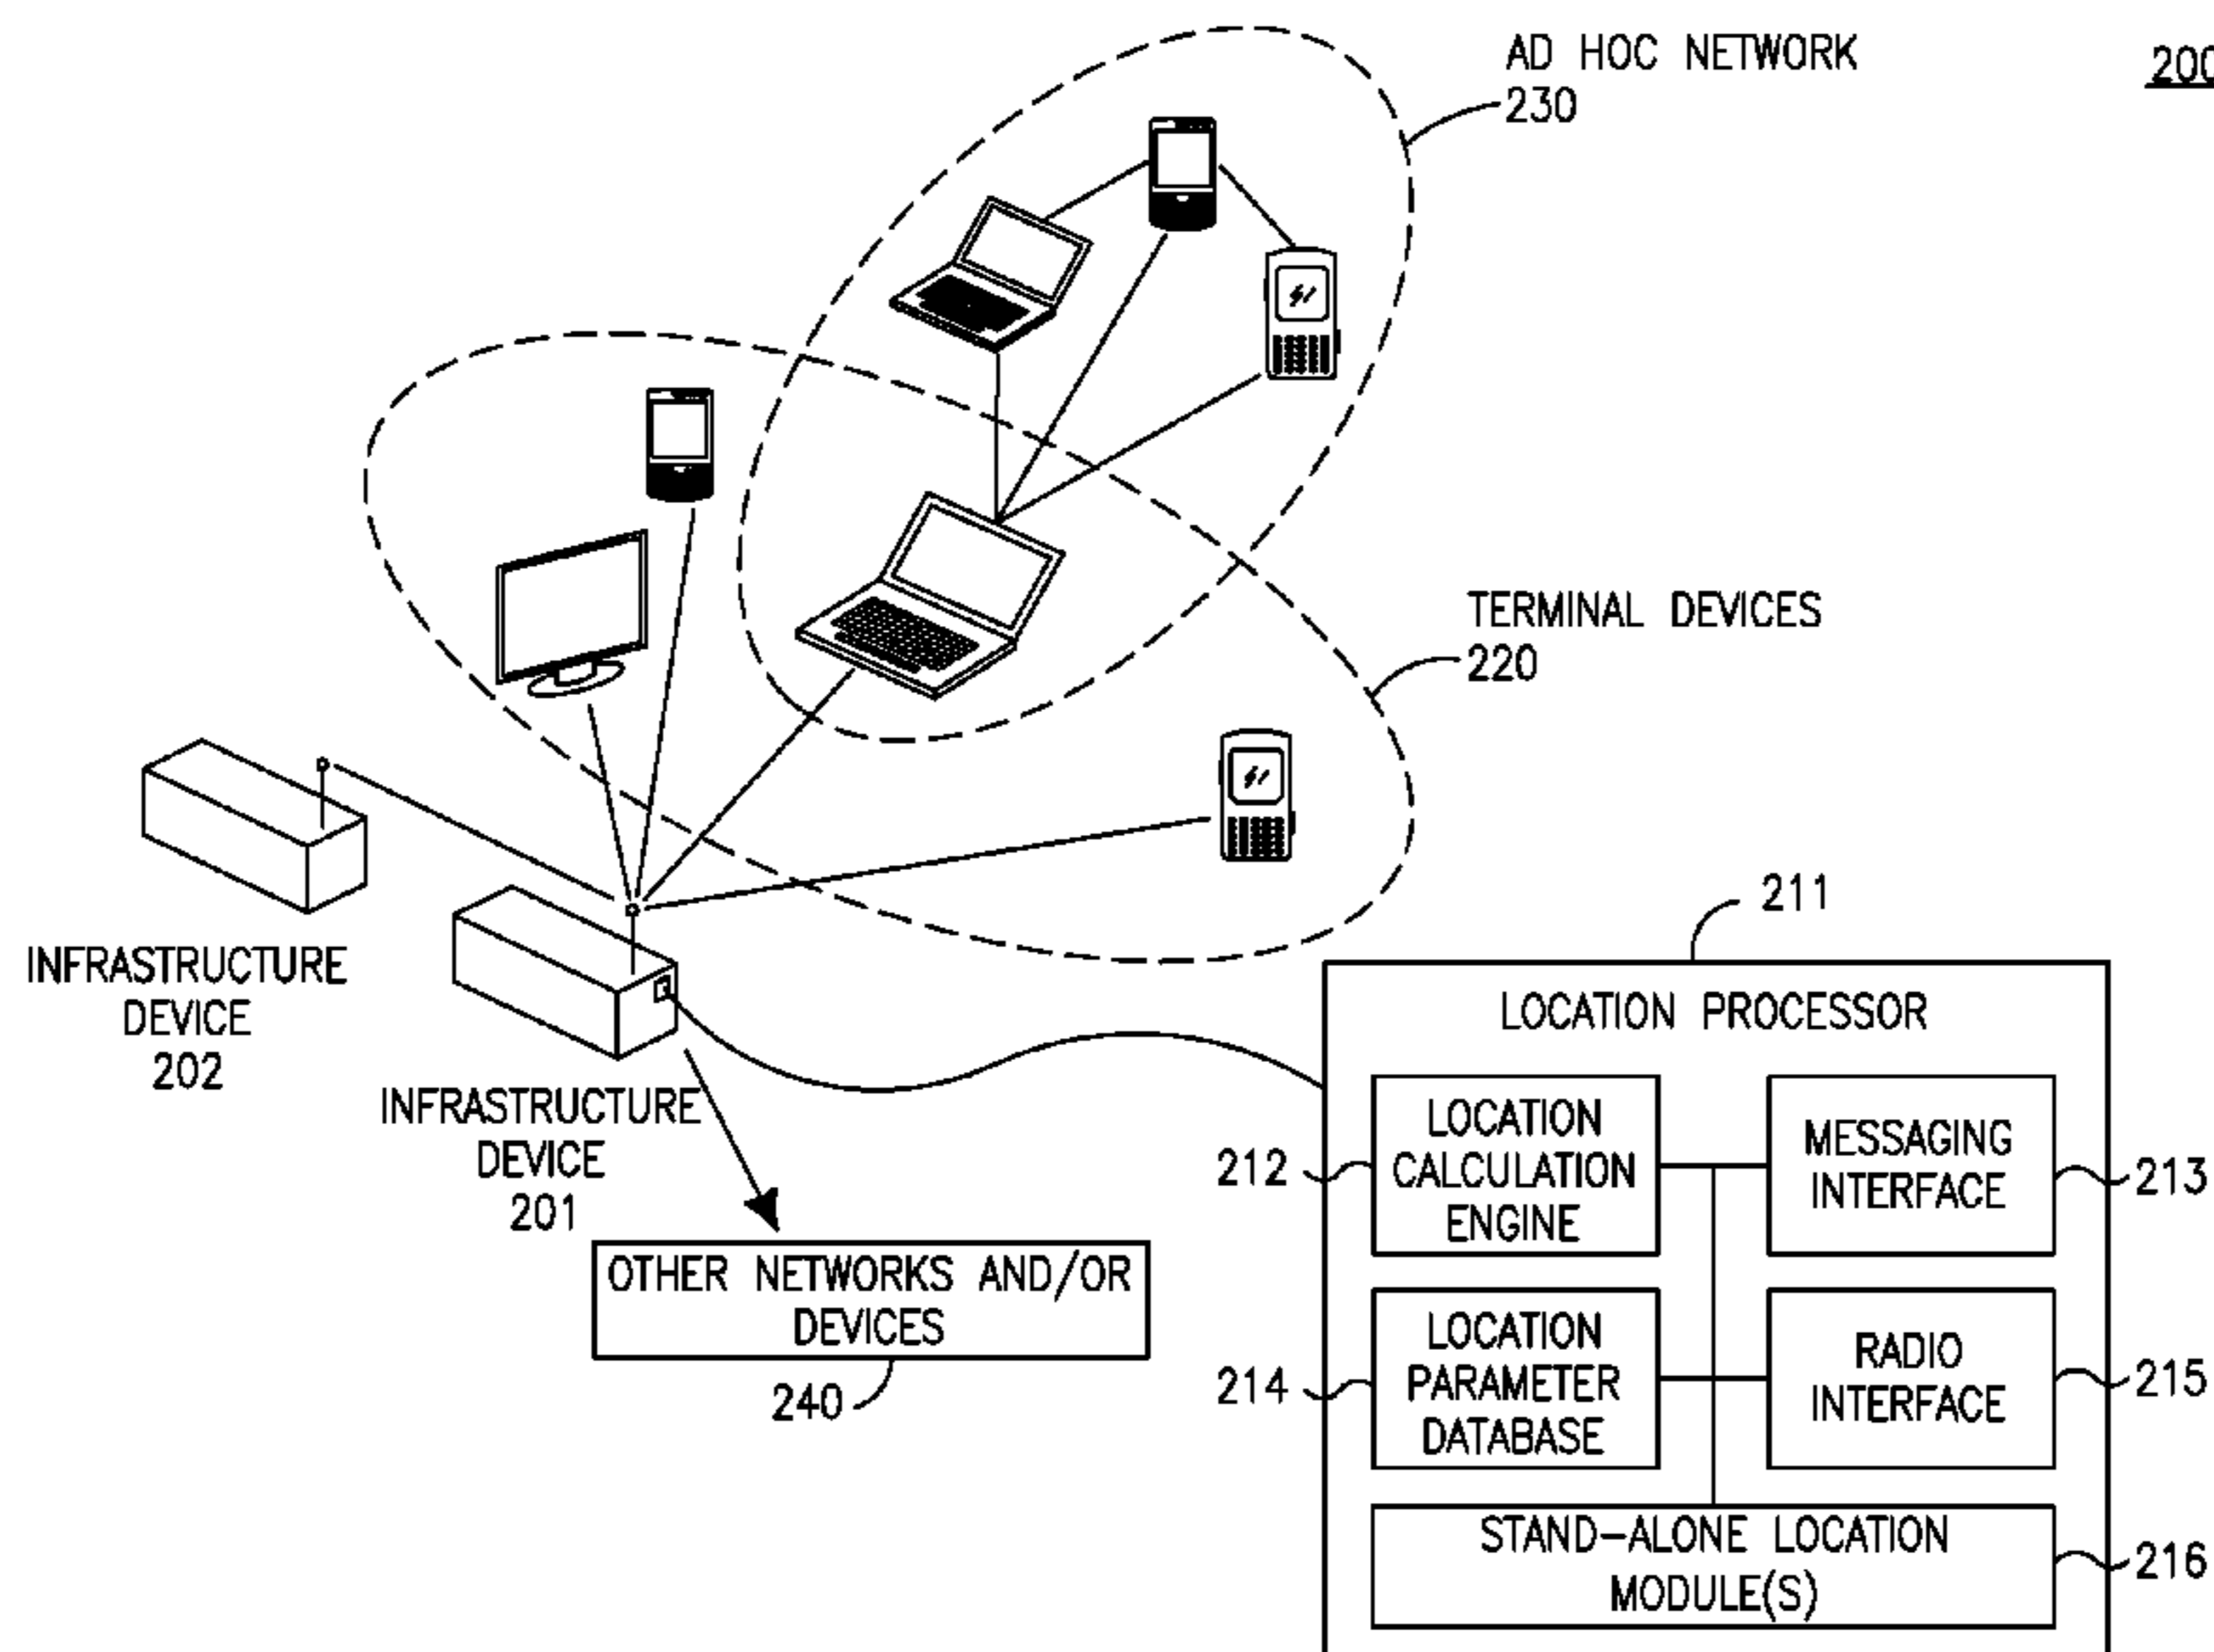 AD HOC NETWORK
230
200
TERMINAL DEVICES
220
INFRASTRUCTURE
DEVICE
202
INFRASTRUCTURE
DEVICE
201
OTHER NETWORKS AND/OR
DEVICES
240
211
LOCATION PROCESSOR
212
LOCATION
CALCULATION
ENGINE
MESSAGING
INTERFACE
213
214
LOCATION
PARAMETER
DATABASE
RADIO
INTERFACE
215
STAND-ALONE LOCATION
MODULE(S)
216